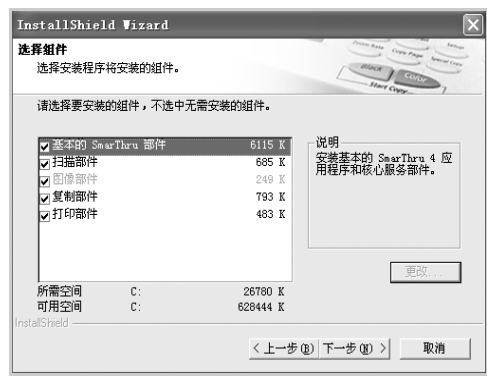 InstallShield Wizard
选择组件
选择安装程序将安装的组件。
Black
Color
Start Copy
请选择要安装的组件，不选中无需安装的组件。
基本的 SmarThru 部件 6115 K
扫描部件 685 K
图像部件 249 K
复制部件 793 K
打印部件 483 K
说明
安装基本的 SmarThru 4 应
用程序和核心服务部件。
更改...
所需空间 C: 26780 K
可用空间 C: 628444 K
InstallShield
< 上一步(B) 下一步(N) > 取消